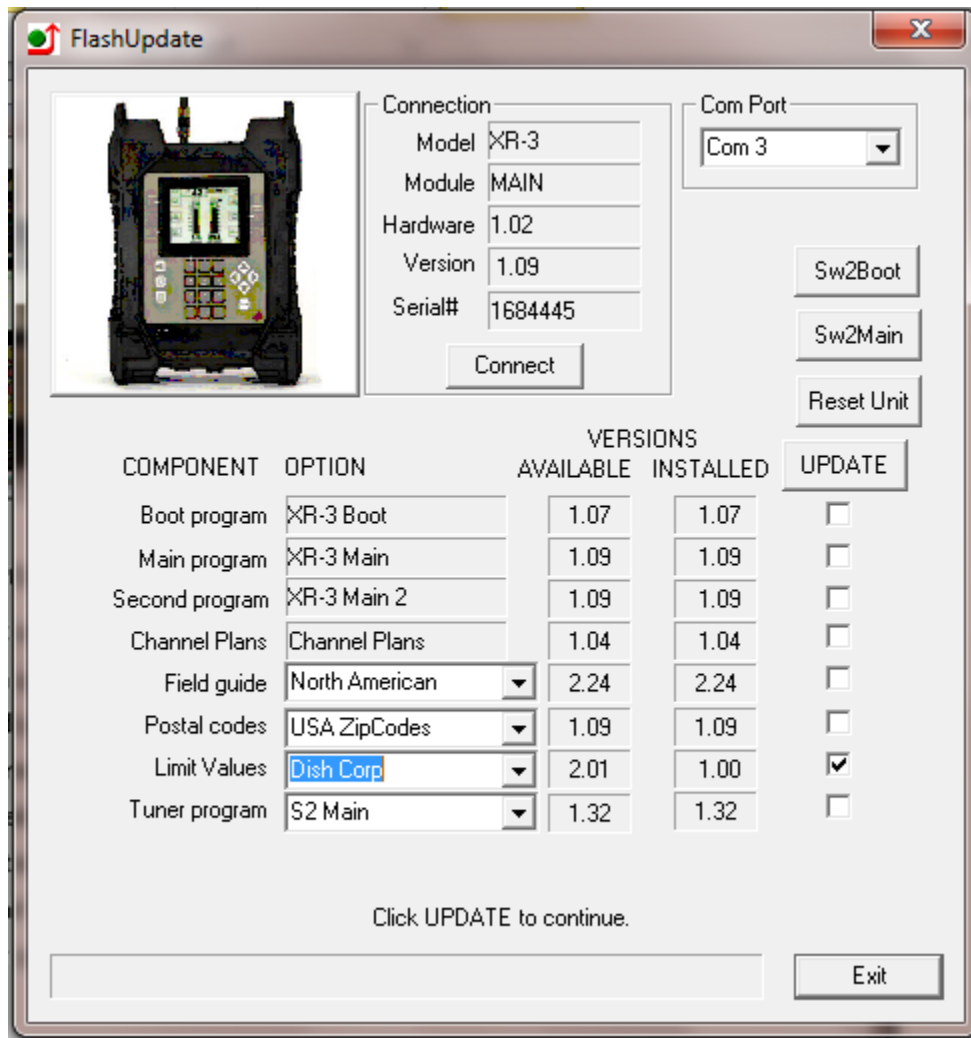 FlashUpdate
Connection
Model XR-3
Module MAIN
Hardware 1.02
Version 1.09
Serial# 1684445
Connect
Com Port
Com 3
Sw2Boot
Sw2Main
Reset Unit
VERSIONS
COMPONENT OPTION AVAILABLE INSTALLED UPDATE
Boot program XR-3 Boot 1.07 1.07
Main program XR-3 Main 1.09 1.09
Second program XR-3 Main 2 1.09 1.09
Channel Plans Channel Plans 1.04 1.04
Field guide North American 2.24 2.24
Postal codes USA ZipCodes 1.09 1.09
Limit Values Dish Corp 2.01 1.00
Tuner program S2 Main 1.32 1.32
Click UPDATE to continue.
Exit